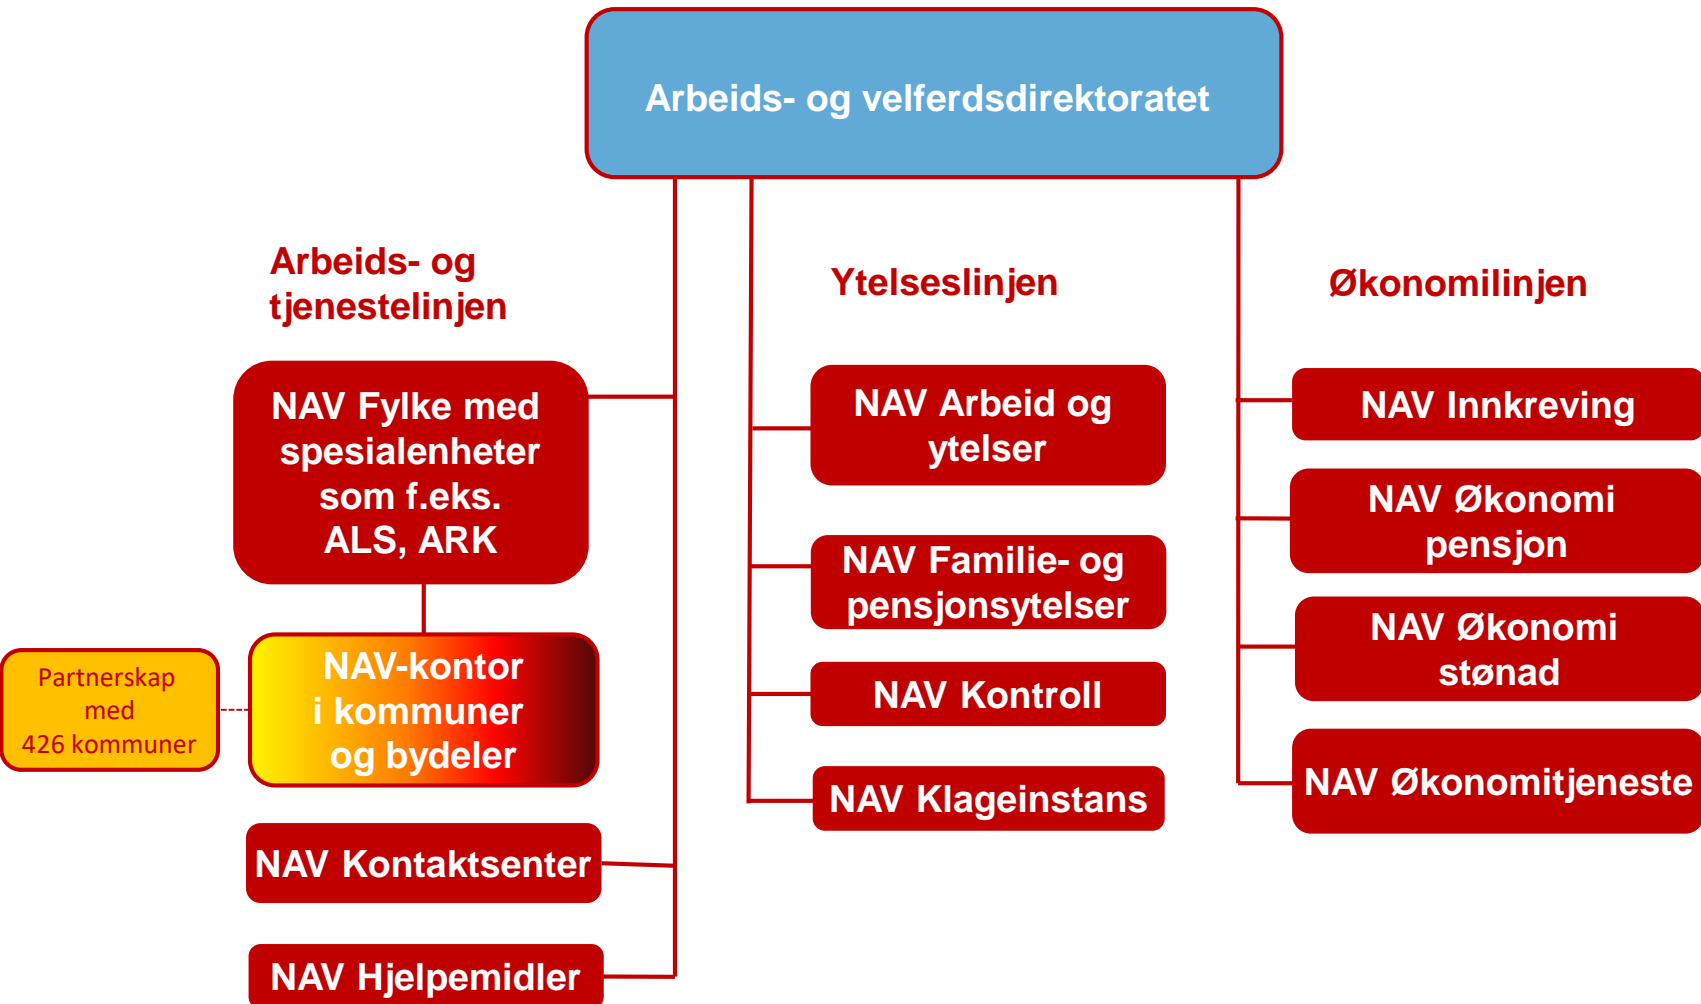 Arbeids- og velferdsdirektoratet
Arbeids- og
tjenestelinjen
NAV Fylke med
spesialenheter
som f.eks.
ALS, ARK
NAV-kontor
i kommuner
og bydeler
Partnerskap
med
426 kommuner
NAV Kontaktsenter
NAV Hjelpemidler
Ytelseslinjen
NAV Arbeid og
ytelser
NAV Familie- og
pensjonsytelser
NAV Kontroll
NAV Klageinstans
Økonomilinjen
NAV Innkreving
NAV Økonomi
pensjon
NAV Økonomi
stønad
NAV Økonomitjeneste